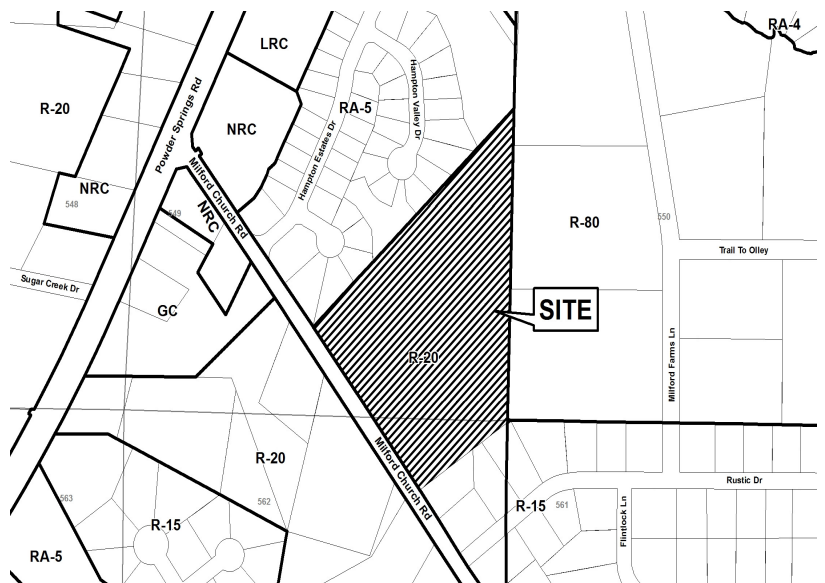 RA-4
LRC
R-20
Powder Springs Rd
NRC
RA-5
Hampton Valley Dr
Hampton Estates Dr
NRC
548
549
Milford Church Rd
NRC
R-80
550
Trail To Olley
Sugar Creek Dr
GC
SITE
R-20
Milford Farms Ln
Milford Church Rd
R-20
Rustic Dr
563
562
R-15
561
R-15
Flintlock Ln
RA-5